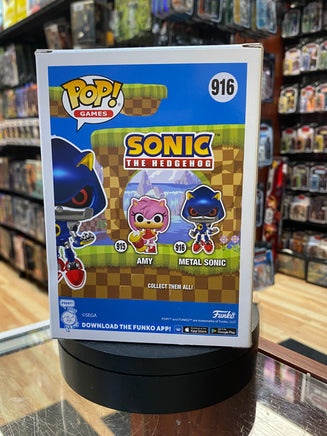 POP!
GAMES
916
SONIC
THE HEDGEHOG
915
AMY
916
METAL SONIC
COLLECT THEM ALL!
©SEGA
Funko
DOWNLOAD THE FUNKO APP!